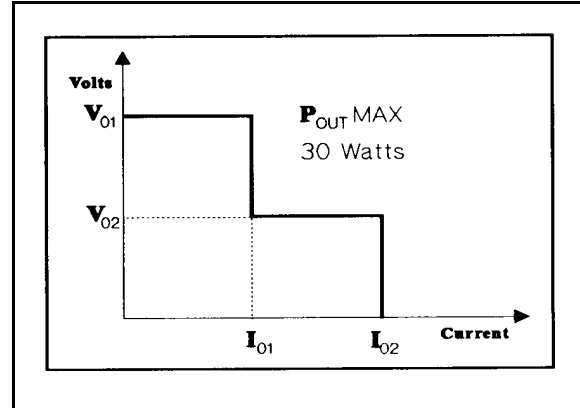 Volts
V01
POUT MAX
30 Watts
V02
I01
I02
Current